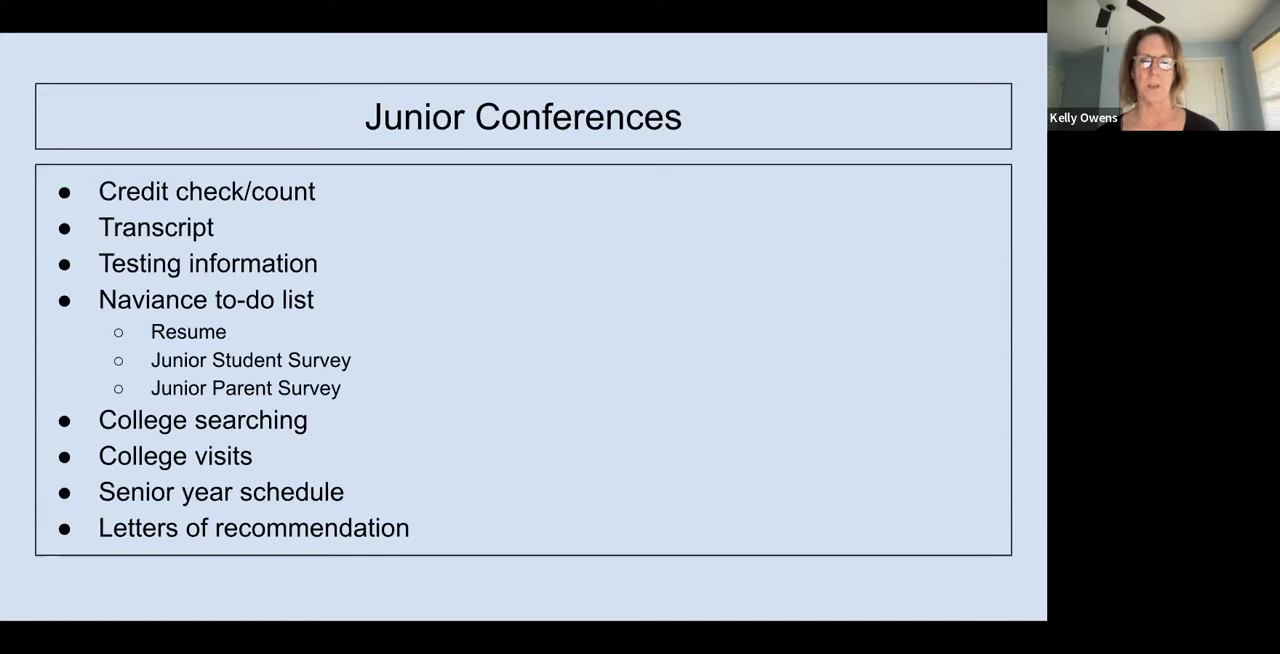 Junior Conferences
● Credit check/count
● Transcript
● Testing information
● Naviance to-do list
○ Resume
○ Junior Student Survey
○ Junior Parent Survey
● College searching
● College visits
● Senior year schedule
● Letters of recommendation
Kelly Owens